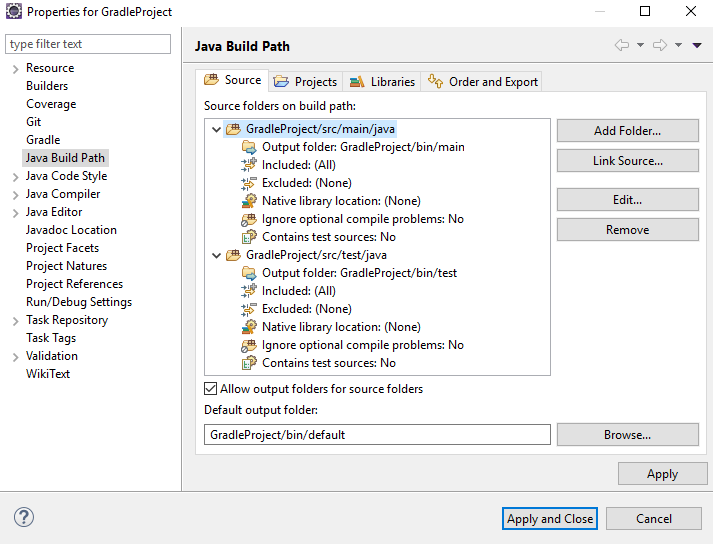 Properties for GradleProject
type filter text
Resource
Builders
Coverage
Git
Gradle
Java Build Path
Java Code Style
Java Compiler
Java Editor
Javadoc Location
Project Facets
Project Natures
Project References
Run/Debug Settings
Task Repository
Task Tags
Validation
WikiText
Java Build Path
Source Projects Libraries Order and Export
Source folders on build path:
GradleProject/src/main/java
Output folder: GradleProject/bin/main
Included: (All)
Excluded: (None)
Native library location: (None)
Ignore optional compile problems: No
Contains test sources: No
GradleProject/src/test/java
Output folder: GradleProject/bin/test
Included: (All)
Excluded: (None)
Native library location: (None)
Ignore optional compile problems: No
Contains test sources: No
Add Folder...
Link Source...
Edit...
Remove
Allow output folders for source folders
Default output folder:
GradleProject/bin/default
Browse...
Apply
?
Apply and Close Cancel